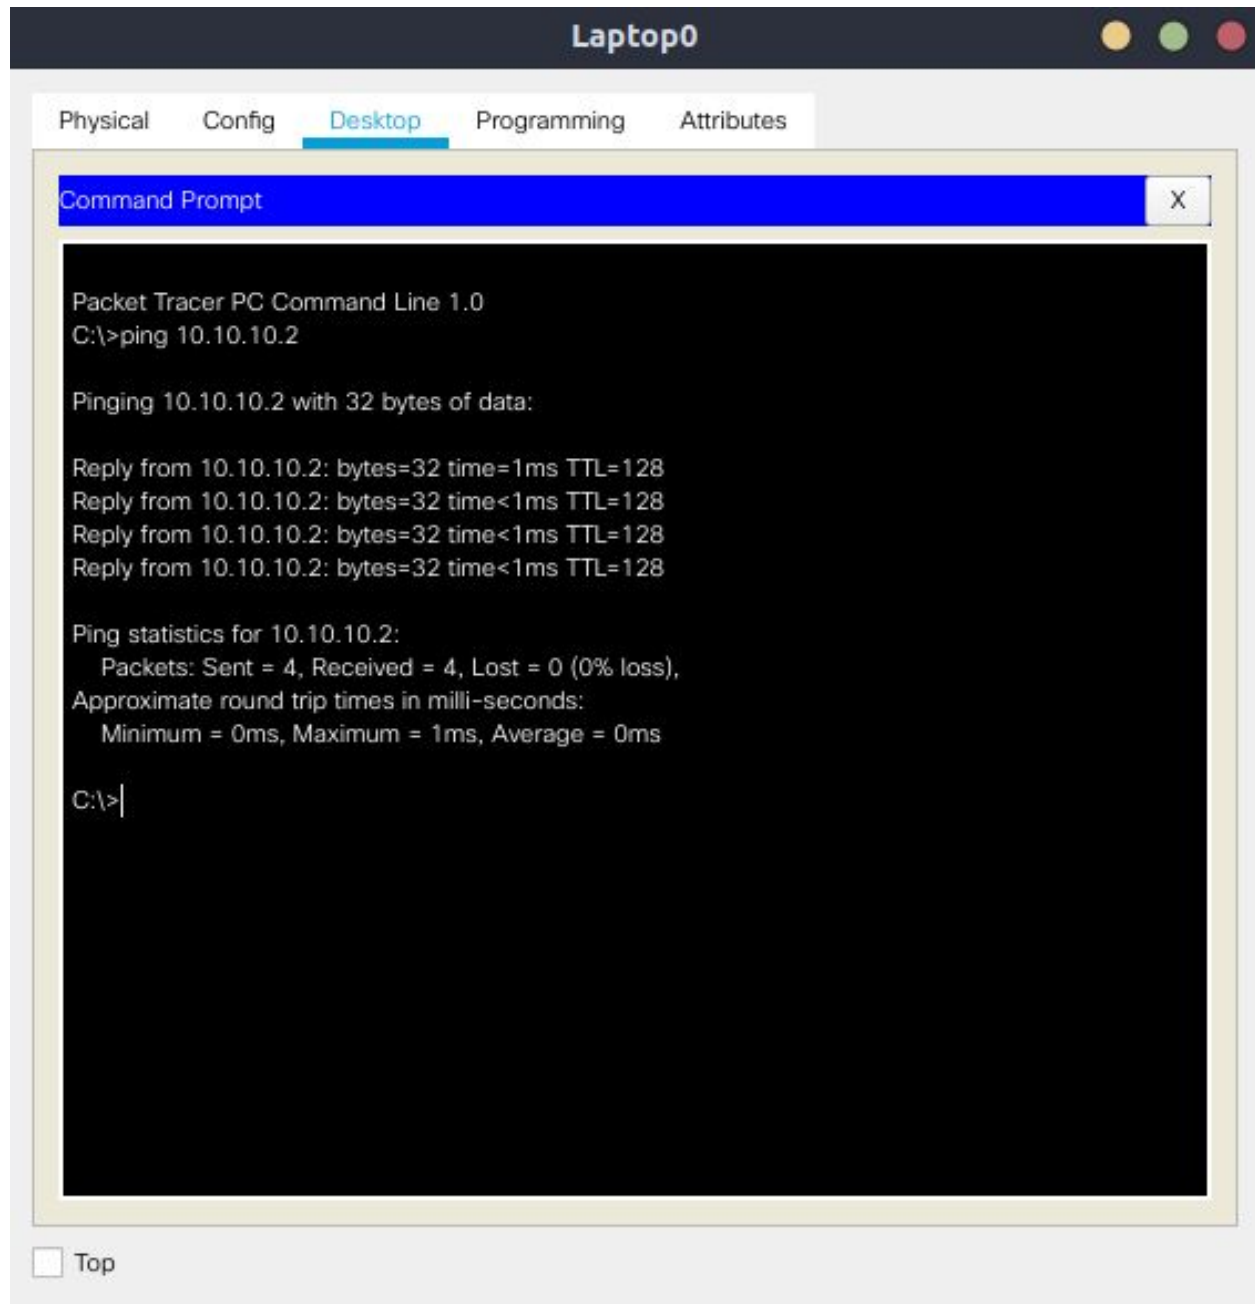 Laptop0
Physical Config Desktop Programming Attributes
Command Prompt X
Packet Tracer PC Command Line 1.0
C:\>ping 10.10.10.2
Pinging 10.10.10.2 with 32 bytes of data:
Reply from 10.10.10.2: bytes=32 time=1ms TTL=128
Reply from 10.10.10.2: bytes=32 time<1ms TTL=128
Reply from 10.10.10.2: bytes=32 time<1ms TTL=128
Reply from 10.10.10.2: bytes=32 time<1ms TTL=128
Ping statistics for 10.10.10.2:
Packets: Sent = 4, Received = 4, Lost = 0 (0% loss),
Approximate round trip times in milli-seconds:
Minimum = 0ms, Maximum = 1ms, Average = 0ms
C:\>
Top